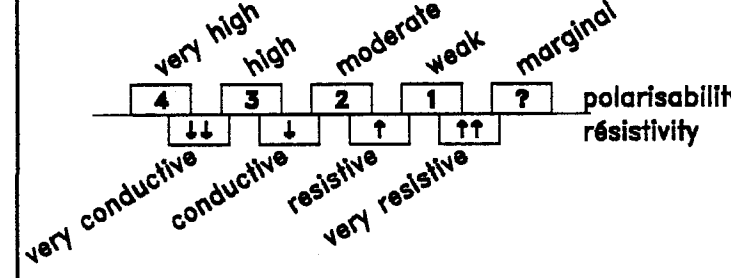 very high high moderate weak marginal
4 3 2 1 ? polarisabilit
↓↓ ↓ ↑ ↑↑ résistivity
very conductive conductive resistive very resistive